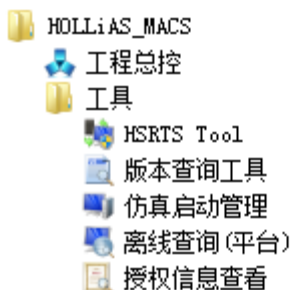 HOLLiAS_MACS
工程总控
工具
HSRTS Tool
版本查询工具
仿真启动管理
离线查询(平台)
授权信息查看